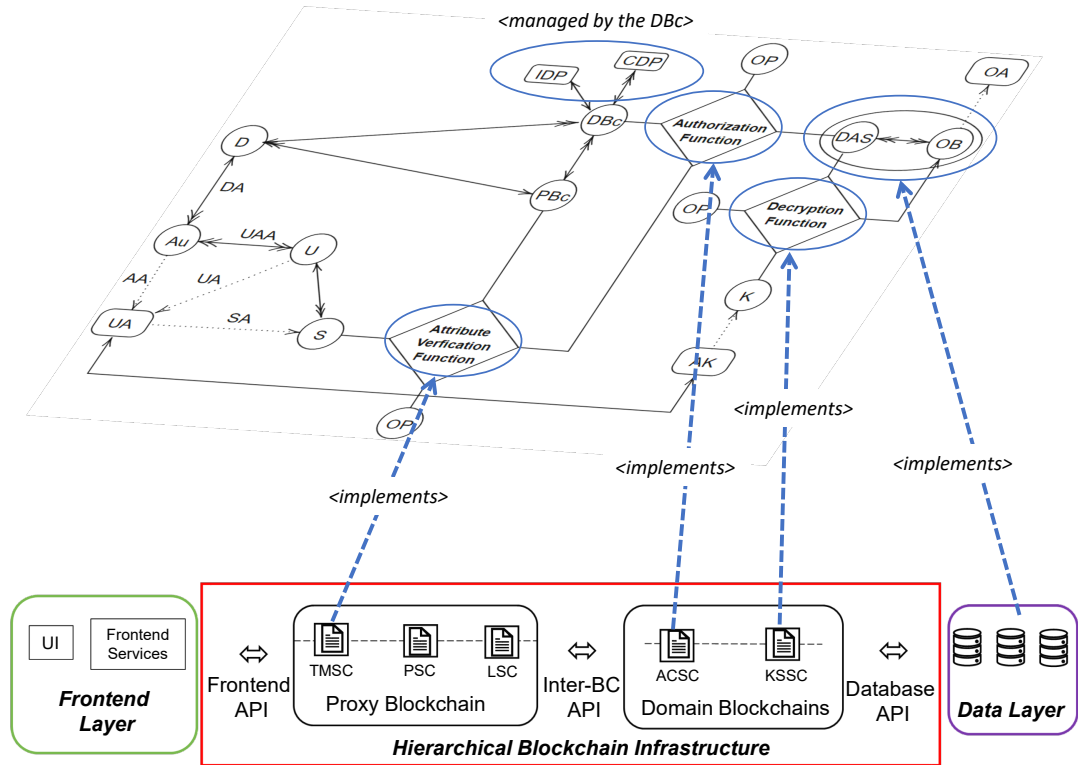 <managed by the DBc>
IDP
CDP
OP
OA
DBc
Authorization
Function
DAS
OB
D
DA
PBc
OP
Decryption
Function
Au
UAA
U
AA
UA
K
UA
SA
S
Attribute
Verfication
Function
AK
OP
<implements>
<implements>
<implements>
<implements>
UI
Frontend
Services
Frontend
Layer
Frontend
API
TMSC
PSC
LSC
Proxy Blockchain
Inter-BC
API
ACSC
KSSC
Domain Blockchains
Database
API
Data Layer
Hierarchical Blockchain Infrastructure